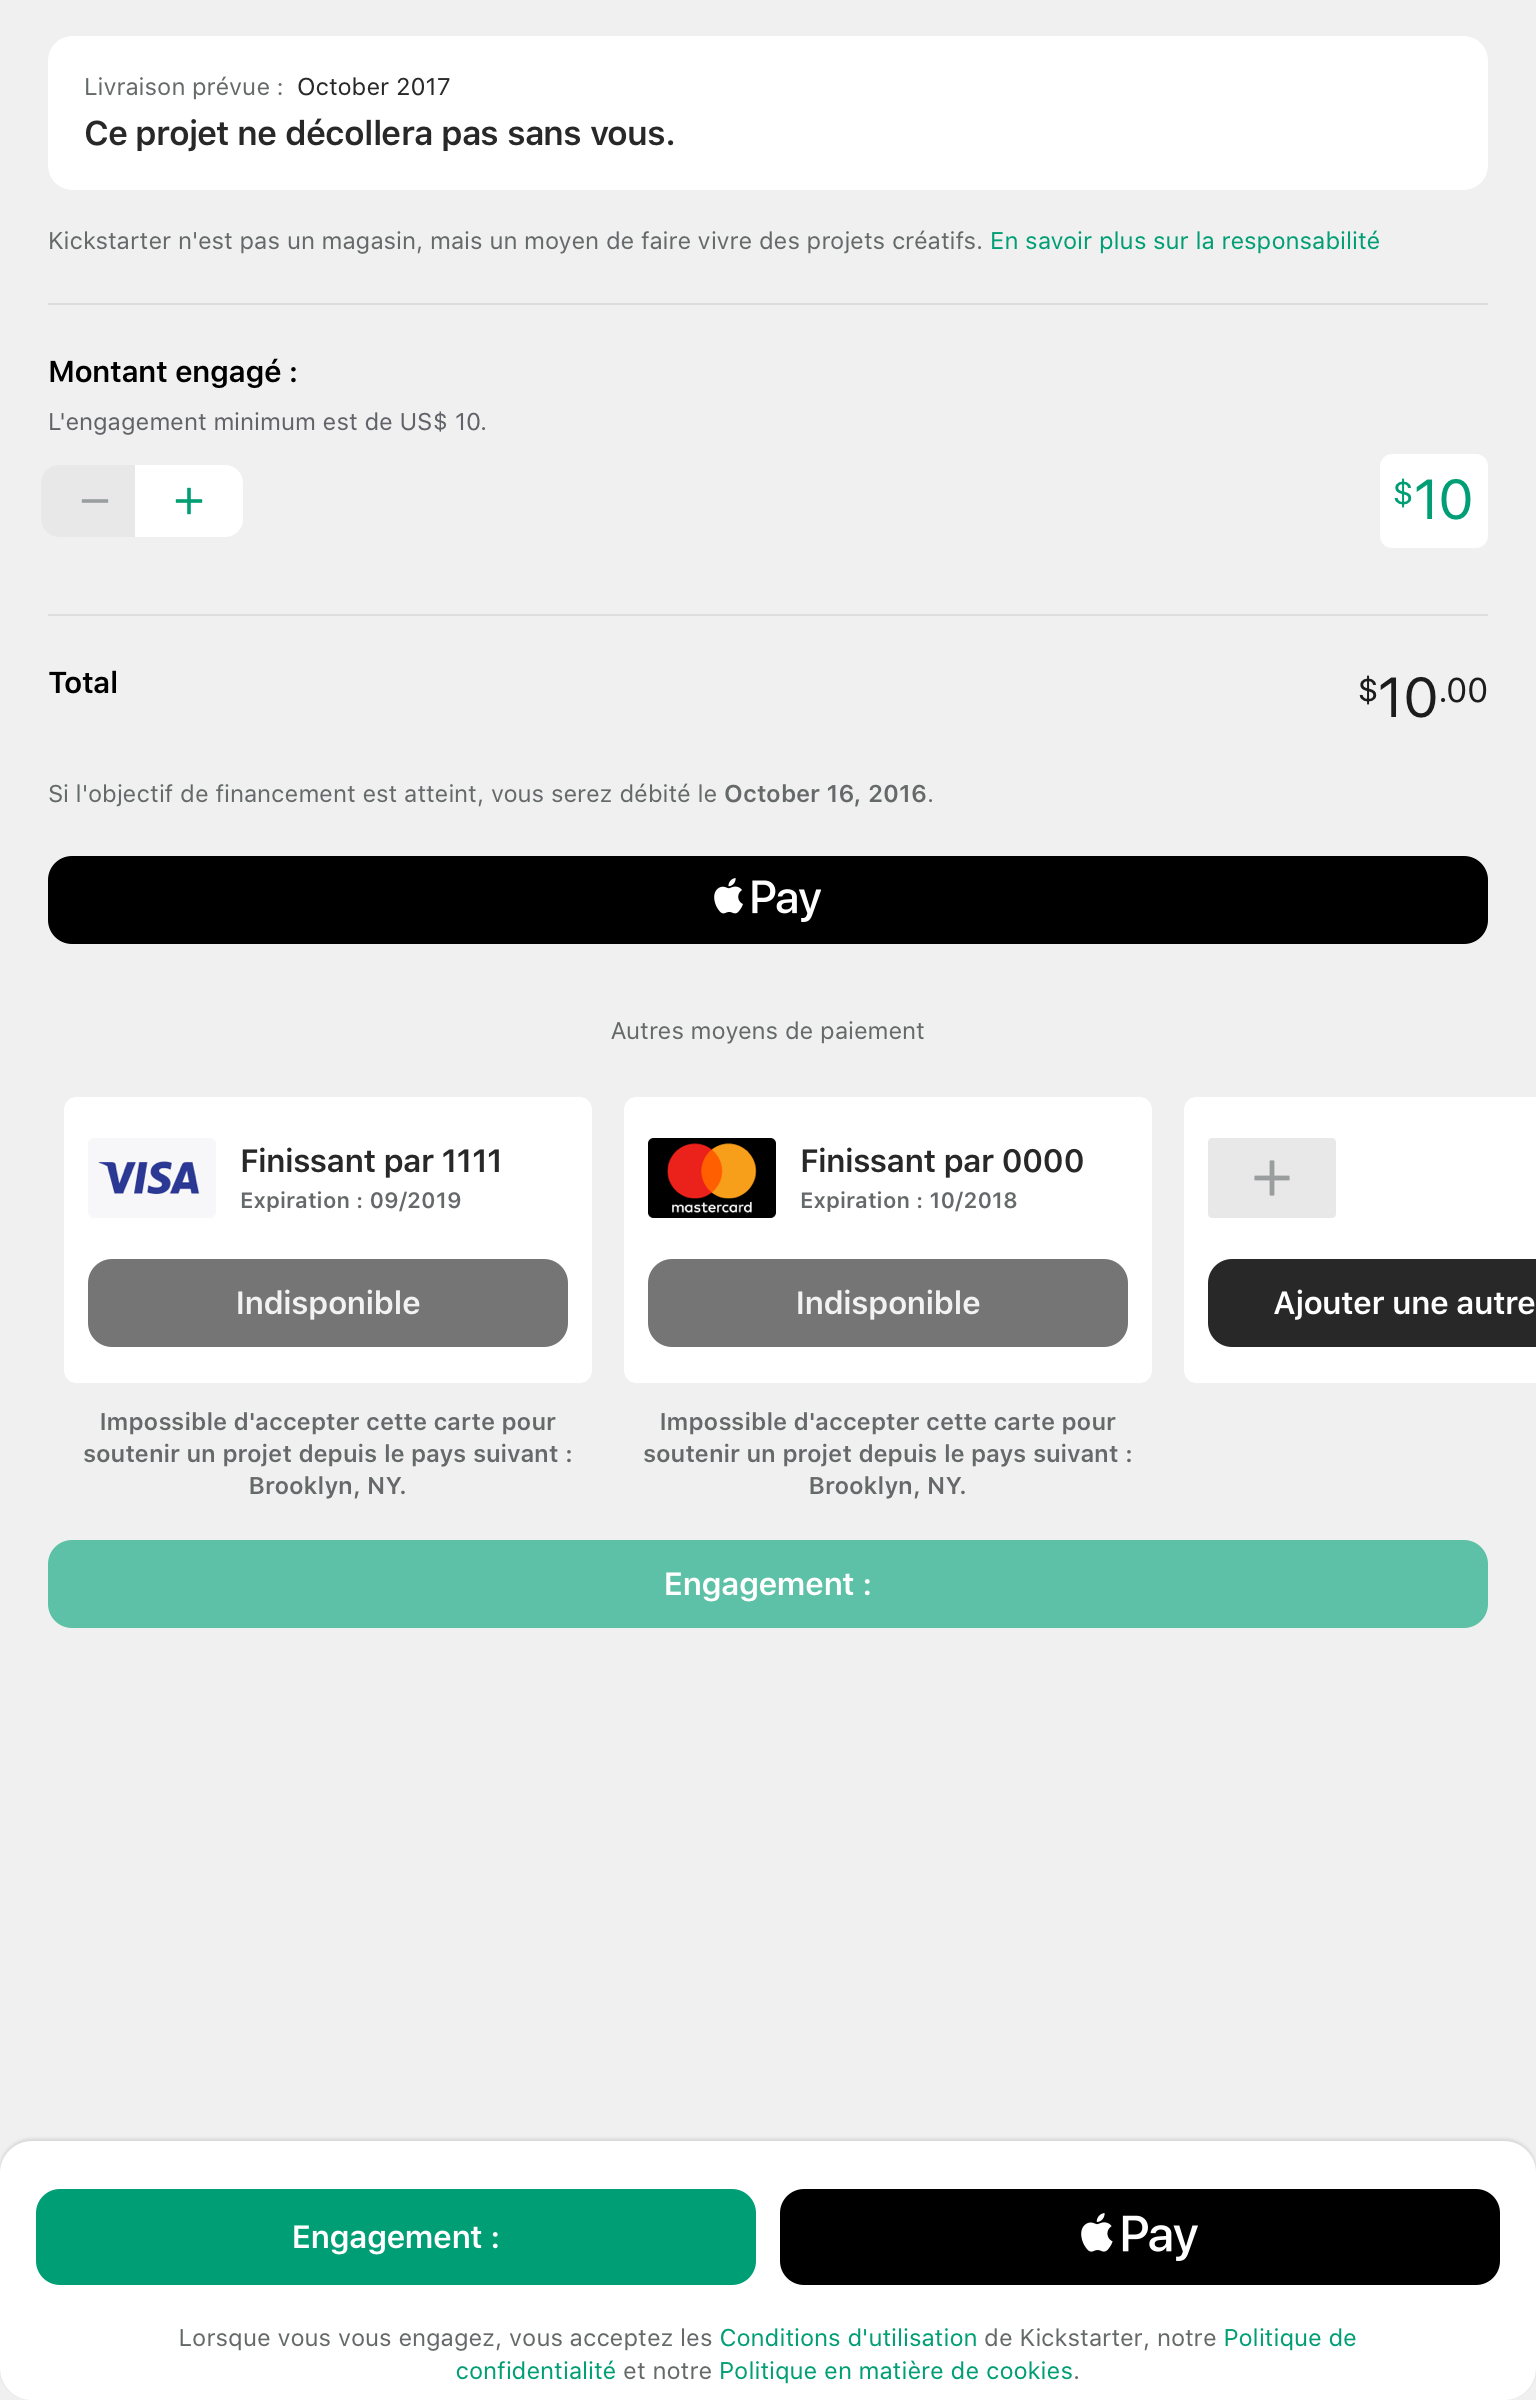 Livraison prévue : October 2017
Ce projet ne décollera pas sans vous.
Kickstarter n'est pas un magasin, mais un moyen de faire vivre des projets créatifs. En savoir plus sur la responsabilité
Montant engagé :
L'engagement minimum est de US$ 10.
$10
Total
$10.00
Si l'objectif de financement est atteint, vous serez débité le October 16, 2016.
Pay
Autres moyens de paiement
VISA
Finissant par 1111
Expiration : 09/2019
Indisponible
Impossible d'accepter cette carte pour
soutenir un projet depuis le pays suivant :
Brooklyn, NY.
mastercard
Finissant par 0000
Expiration : 10/2018
Indisponible
Impossible d'accepter cette carte pour
soutenir un projet depuis le pays suivant :
Brooklyn, NY.
Ajouter une autre
Engagement :
Engagement :
Pay
Lorsque vous vous engagez, vous acceptez les Conditions d'utilisation de Kickstarter, notre Politique de
confidentialité et notre Politique en matière de cookies.